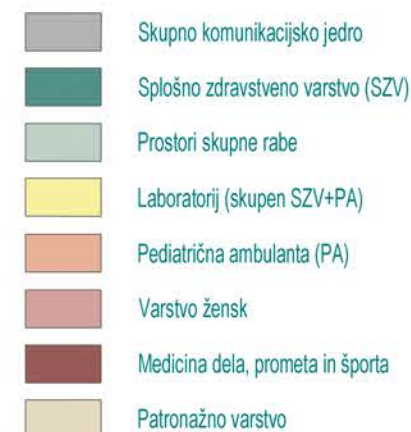 Skupno komunikacijsko jedro
Splošno zdravstveno varstvo (SZV)
Prostori skupne rabe
Laboratorij (skupen SZV+PA)
Pediatrična ambulanta (PA)
Varstvo žensk
Medicina dela, prometa in športa
Patronažno varstvo